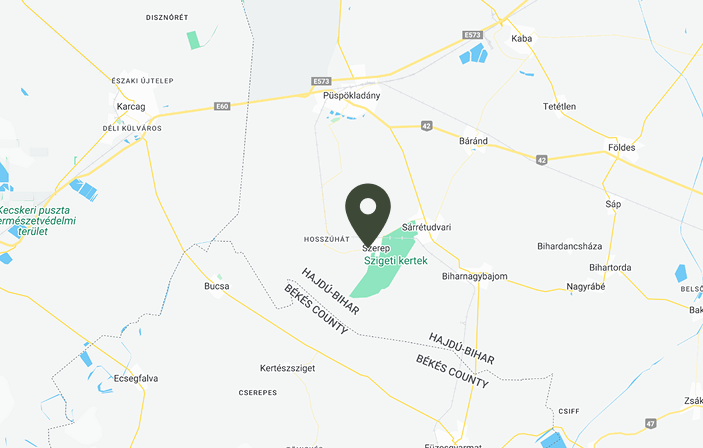 DISZNÓRÉT
E573
Kaba
ÉSZAKI ÚJTELEP
E573
Karcag
E60
Püspökladány
Tetétlen
DÉLI KÜLVÁROS
42
Báránd
42
Földes
Kecskeri puszta
ermészetvédelmi
terület
Sáp
Sárrétudvari
HOSSZÚHÁT
Szerep
Szigeti kertek
Bihardancsháza
Bihartorda
Biharnagybajom
Nagyrábé
BELSŐ
Bucsa
HAJDÚ-BIHAR
BÉKÉS COUNTY
Bak
HAJDÚ-BIHAR
BÉKÉS COUNTY
Kertészsziget
Ecsegfalva
CSEREPES
Zsák
CSIFF
47
Füzesgyarmat